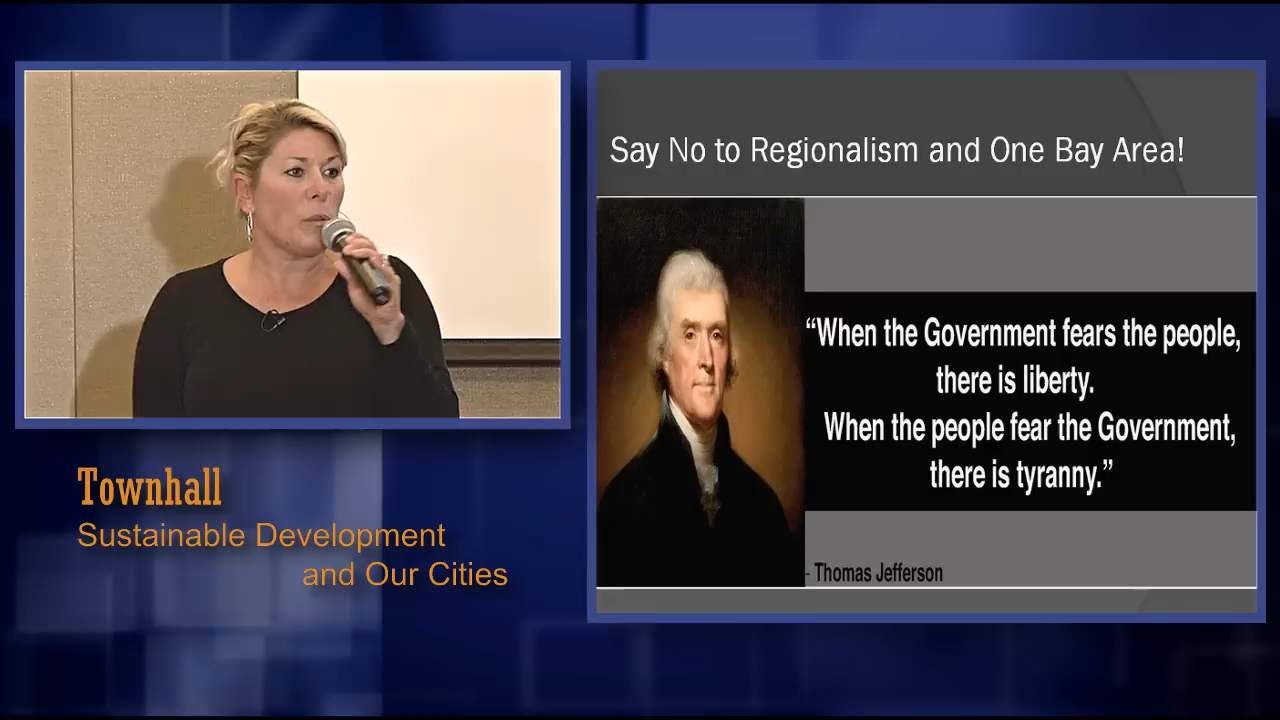 Say No to Regionalism and One Bay Area!
“When the Government fears the people,
there is liberty.
When the people fear the Government,
there is tyranny.”
- Thomas Jefferson
Townhall
Sustainable Development
and Our Cities